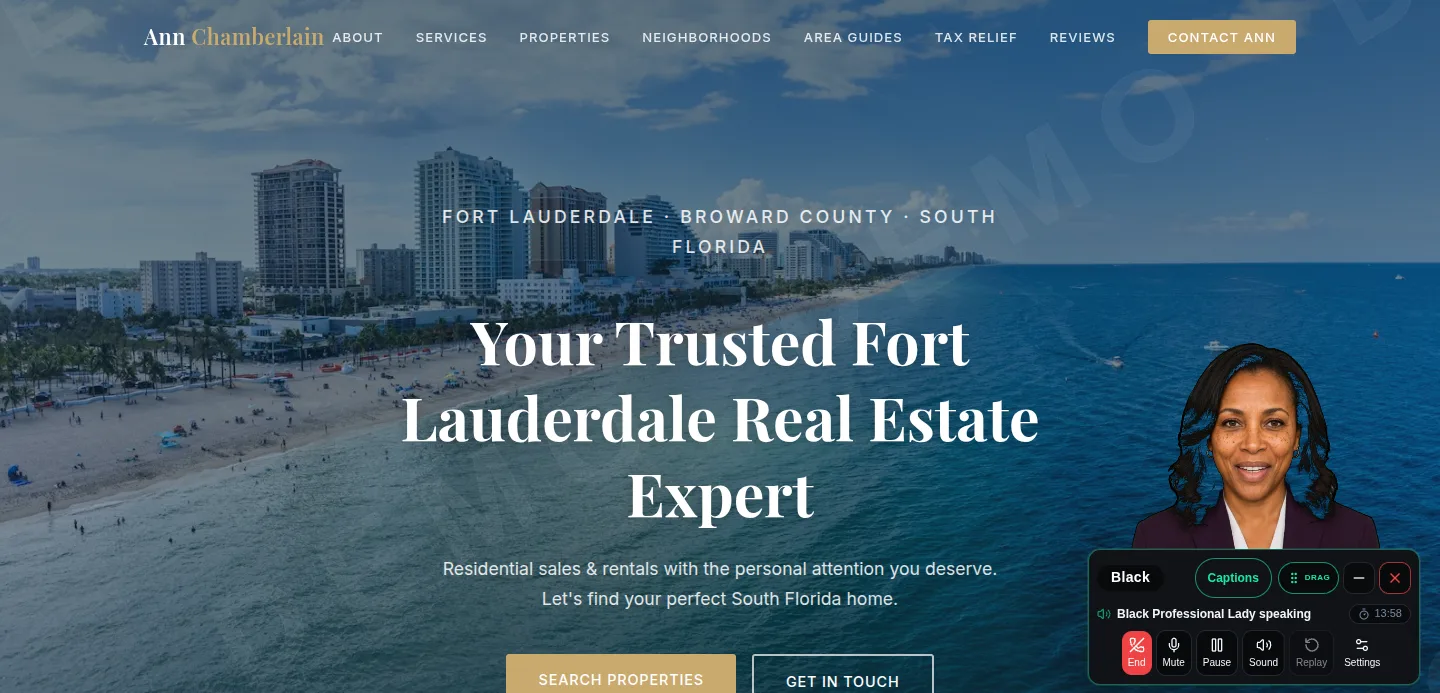 Ann Chamberlain ABOUT SERVICES PROPERTIES NEIGHBORHOODS AREA GUIDES TAX RELIEF REVIEWS CONTACT ANN
DEMO
FORT LAUDERDALE · BROWARD COUNTY · SOUTH
FLORIDA
Your Trusted Fort
Lauderdale Real Estate
Expert
Residential sales & rentals with the personal attention you deserve.
Let's find your perfect South Florida home.
SEARCH PROPERTIES GET IN TOUCH
Black Captions DRAG
Black Professional Lady speaking 13:58
End Mute Pause Sound Replay Settings